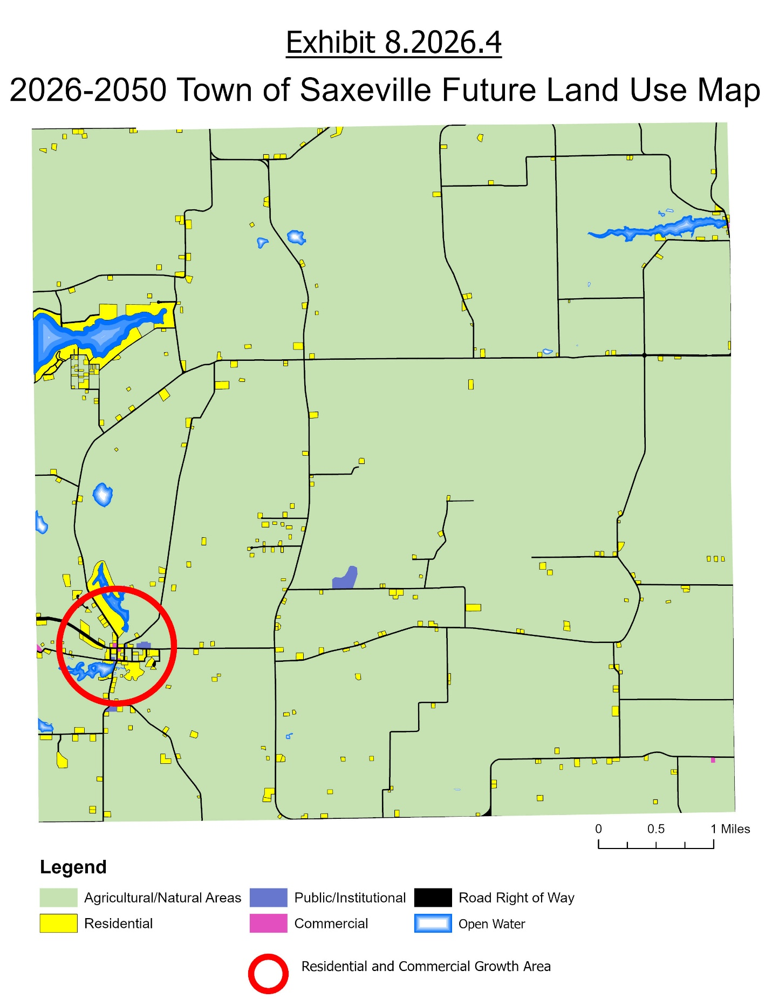 Exhibit 8.2026.4
2026-2050 Town of Saxeville Future Land Use Map
0 0.5 1 Miles
Legend
Agricultural/Natural Areas Public/Institutional Road Right of Way
Residential Commercial Open Water
Residential and Commercial Growth Area